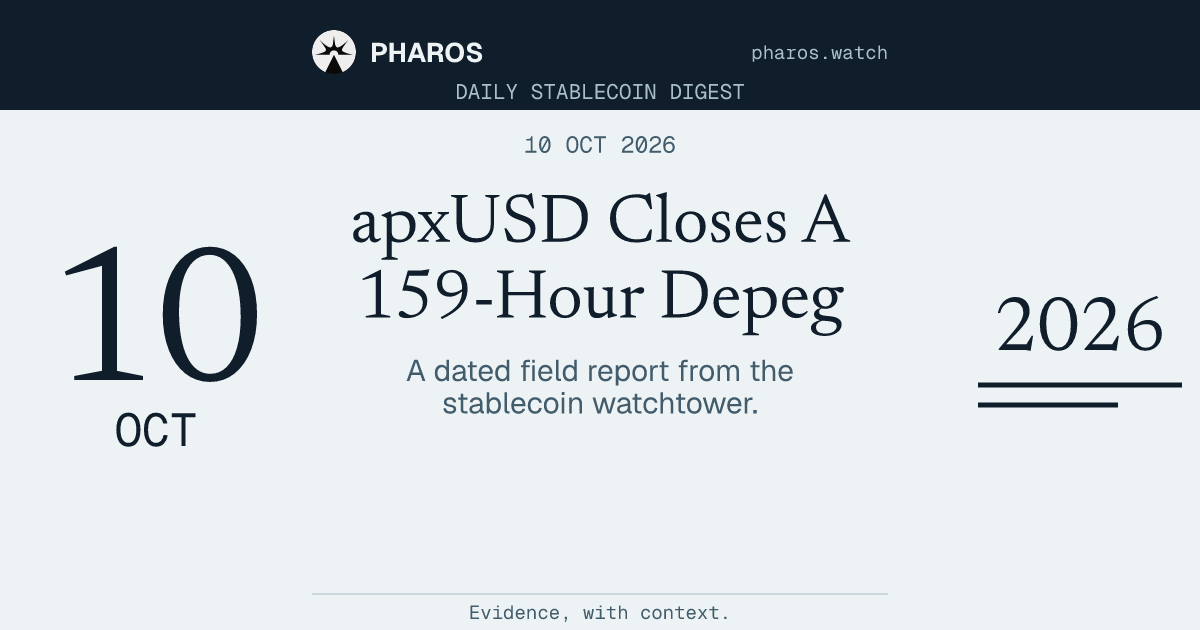 PHAROS
pharos.watch
DAILY STABLECOIN DIGEST
10 OCT 2026
apxUSD Closes A
159-Hour Depeg
A dated field report from the
stablecoin watchtower.
10
OCT
2026
Evidence, with context.